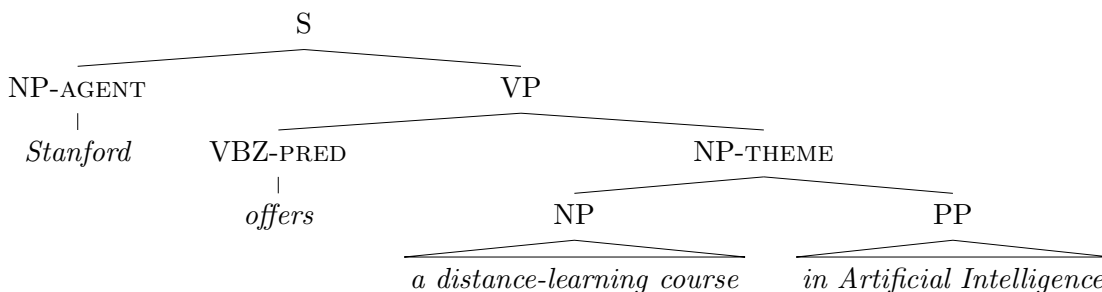 S
NP-AGENT VP
Stanford VBZ-PRED NP-THEME
offers NP PP
a distance-learning course in Artificial Intelligence